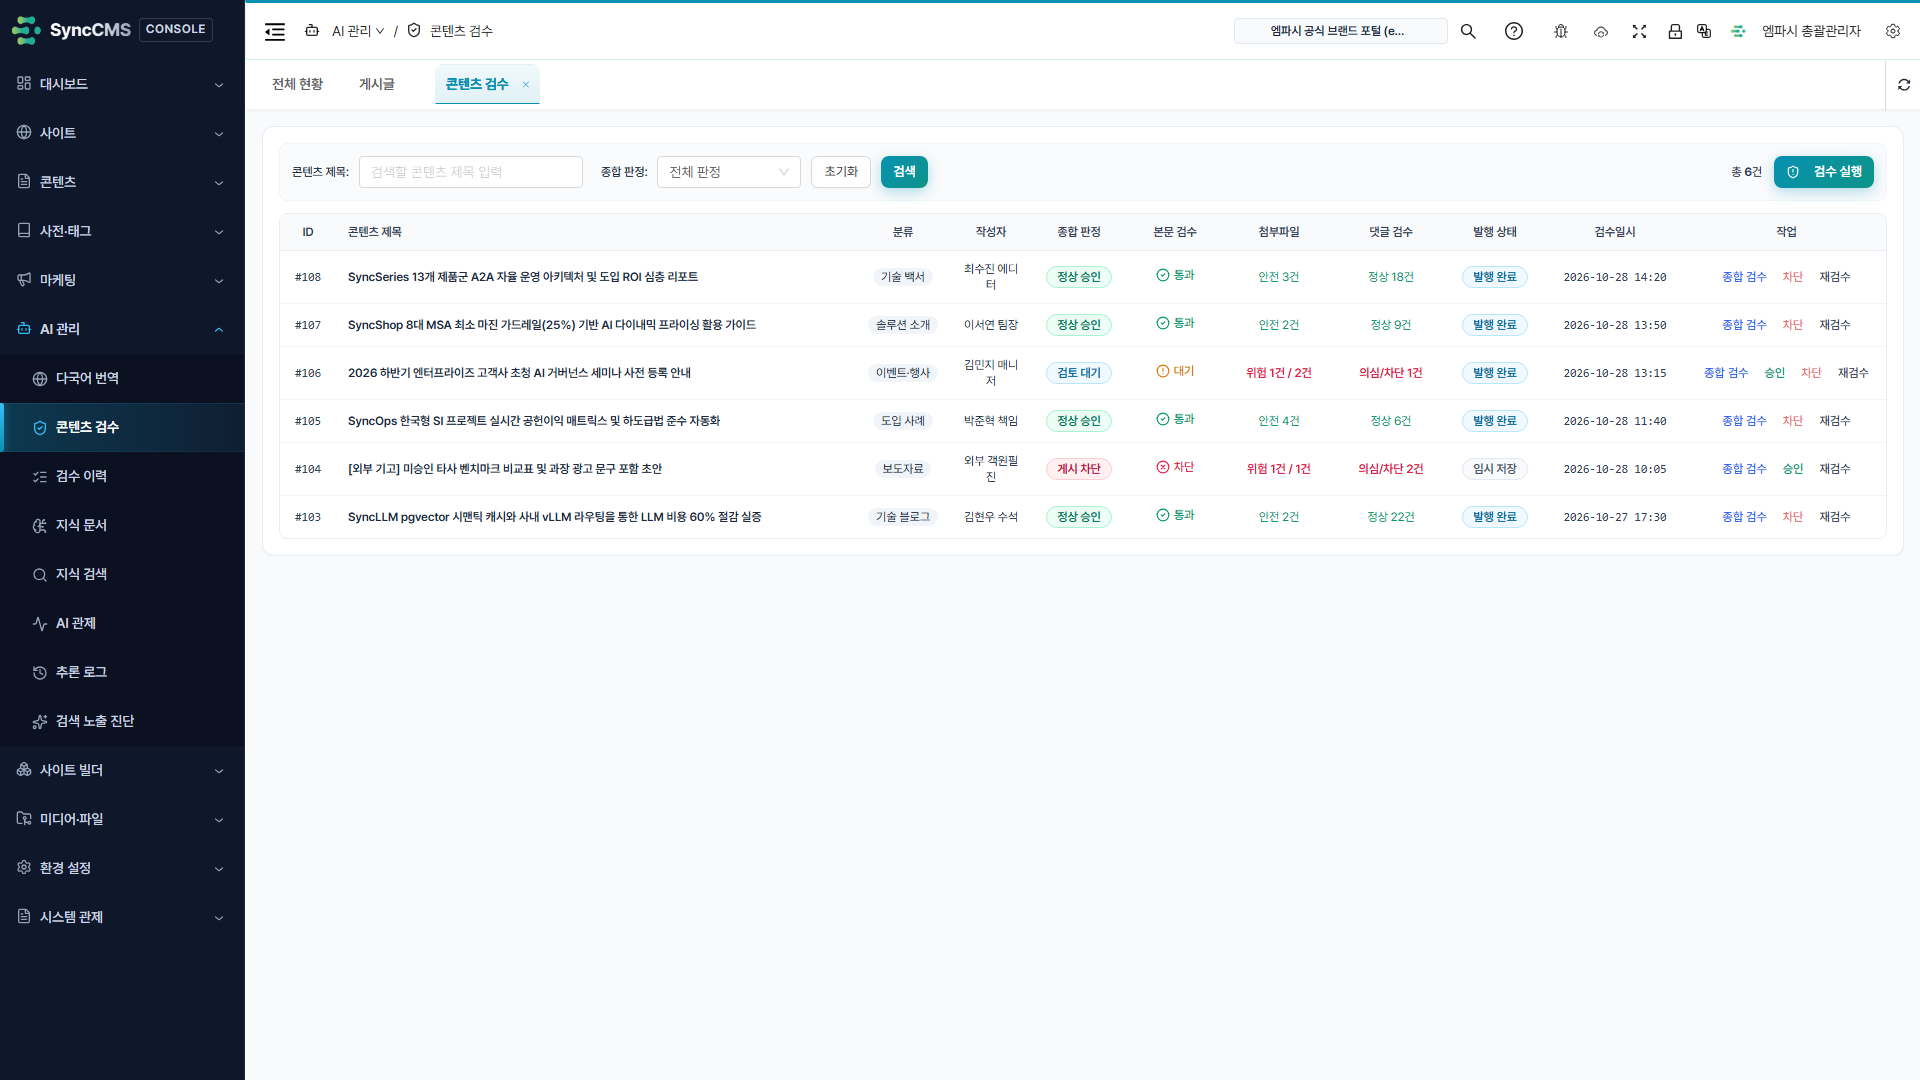 SyncCMS CONSOLE
대시보드
사이트
콘텐츠
사전·태그
마케팅
AI 관리
다국어 번역
콘텐츠 검수
검수 이력
지식 문서
지식 검색
AI 관제
추론 로그
검색 노출 진단
사이트 빌더
미디어·파일
환경 설정
시스템 관제
AI 관리 / 콘텐츠 검수
엠파시 공식 브랜드 포털 (e...
엠파시 총괄관리자
전체 현황 게시글 콘텐츠 검수 ×
콘텐츠 제목: 검색할 콘텐츠 제목 입력 종합 판정: 전체 판정 초기화 검색 총 6건 검수 실행
ID 콘텐츠 제목 분류 작성자 종합 판정 본문 검수 첨부파일 댓글 검수 발행 상태 검수일시 작업
#108 SyncSeries 13개 제품군 A2A 자율 운영 아키텍처 및 도입 ROI 심층 리포트 기술 백서 최수진 에디터 정상 승인 통과 안전 3건 정상 18건 발행 완료 2026-10-28 14:20 종합 검수 차단 재검수
#107 SyncShop 8대 MSA 최소 마진 가드레일(25%) 기반 AI 다이내믹 프라이싱 활용 가이드 솔루션 소개 이서연 팀장 정상 승인 통과 안전 2건 정상 9건 발행 완료 2026-10-28 13:50 종합 검수 차단 재검수
#106 2026 하반기 엔터프라이즈 고객사 초청 AI 거버넌스 세미나 사전 등록 안내 이벤트·행사 김민지 매니저 검토 대기 대기 위험 1건 / 2건 의심/차단 1건 발행 완료 2026-10-28 13:15 종합 검수 승인 차단 재검수
#105 SyncOps 한국형 SI 프로젝트 실시간 공헌이익 매트릭스 및 하도급법 준수 자동화 도입 사례 박준혁 책임 정상 승인 통과 안전 4건 정상 6건 발행 완료 2026-10-28 11:40 종합 검수 차단 재검수
#104 [외부 기고] 미승인 타사 벤치마크 비교표 및 과장 광고 문구 포함 초안 보도자료 외부 객원필진 게시 차단 차단 위험 1건 / 1건 의심/차단 2건 임시 저장 2026-10-28 10:05 종합 검수 승인 재검수
#103 SyncLLM pgvector 시맨틱 캐시와 사내 vLLM 라우팅을 통한 LLM 비용 60% 절감 실증 기술 블로그 김현우 수석 정상 승인 통과 안전 2건 정상 22건 발행 완료 2026-10-27 17:30 종합 검수 차단 재검수